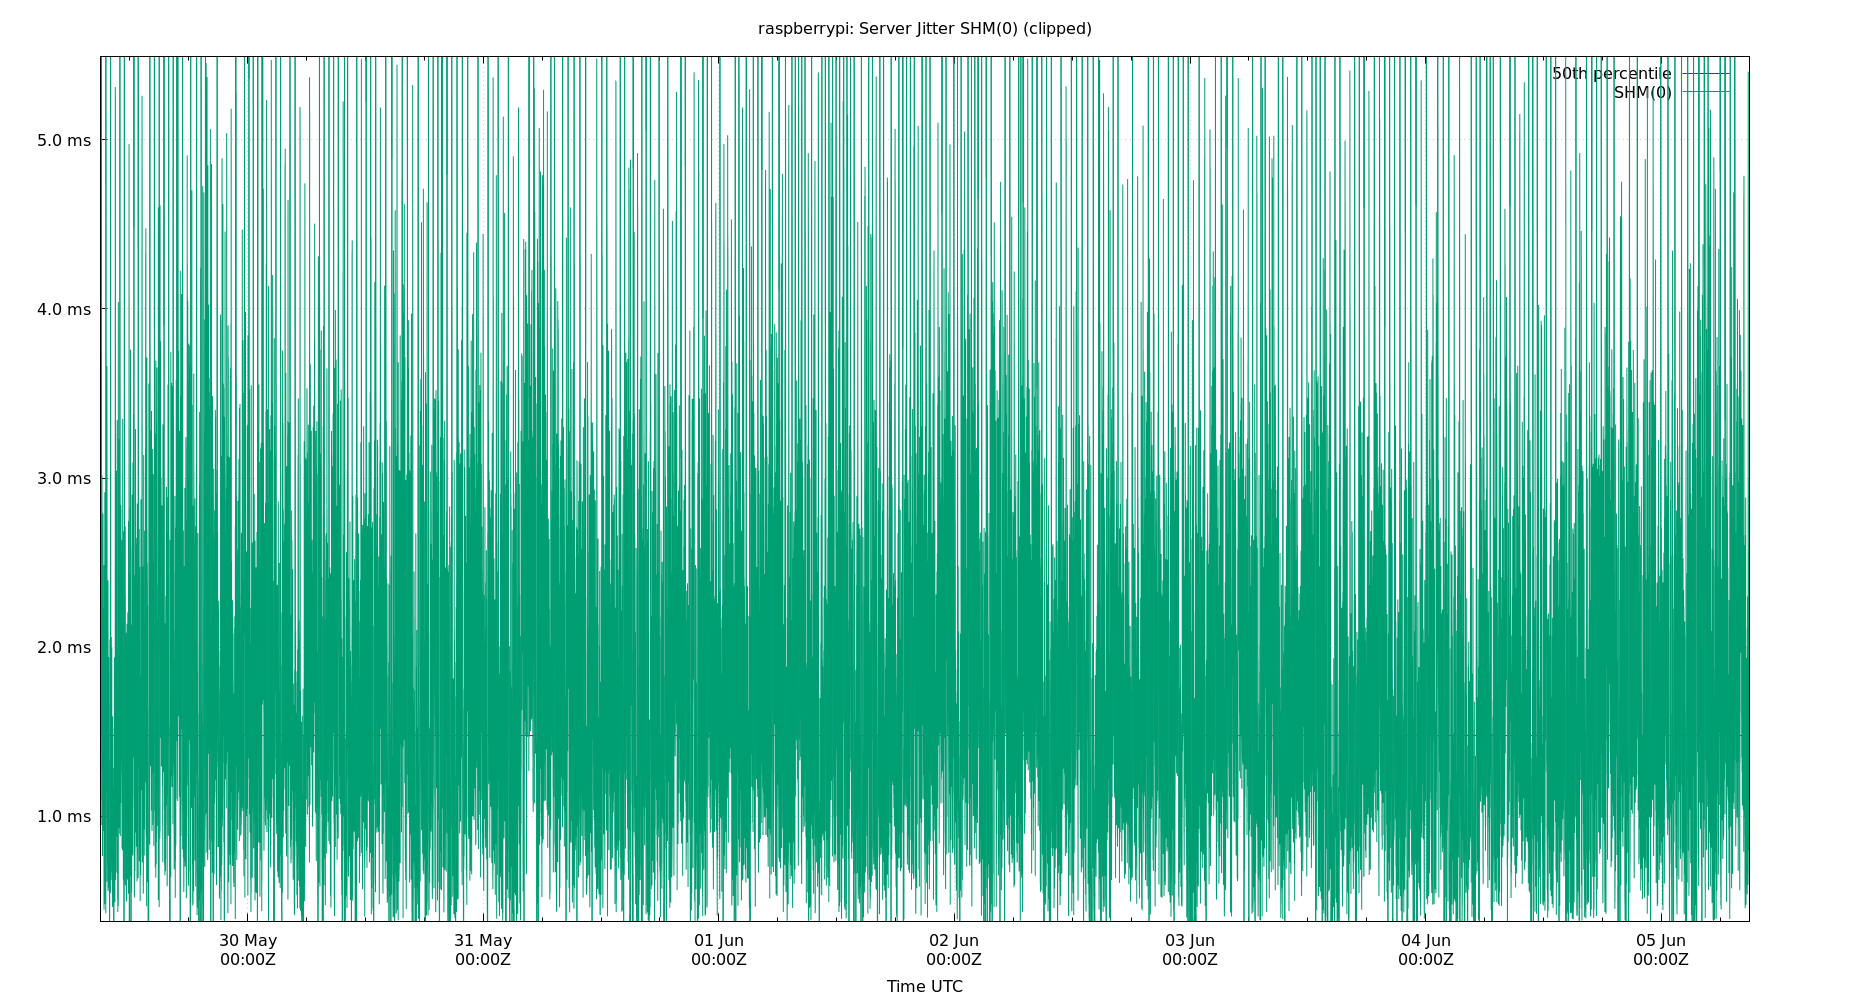 raspberrypi: Server Jitter SHM(0) (clipped)
50th percentile
SHM(0)
5.0 ms
4.0 ms
3.0 ms
2.0 ms
1.0 ms
30 May 31 May 01 Jun 02 Jun 03 Jun 04 Jun 05 Jun
00:00Z 00:00Z 00:00Z 00:00Z 00:00Z 00:00Z 00:00Z
Time UTC